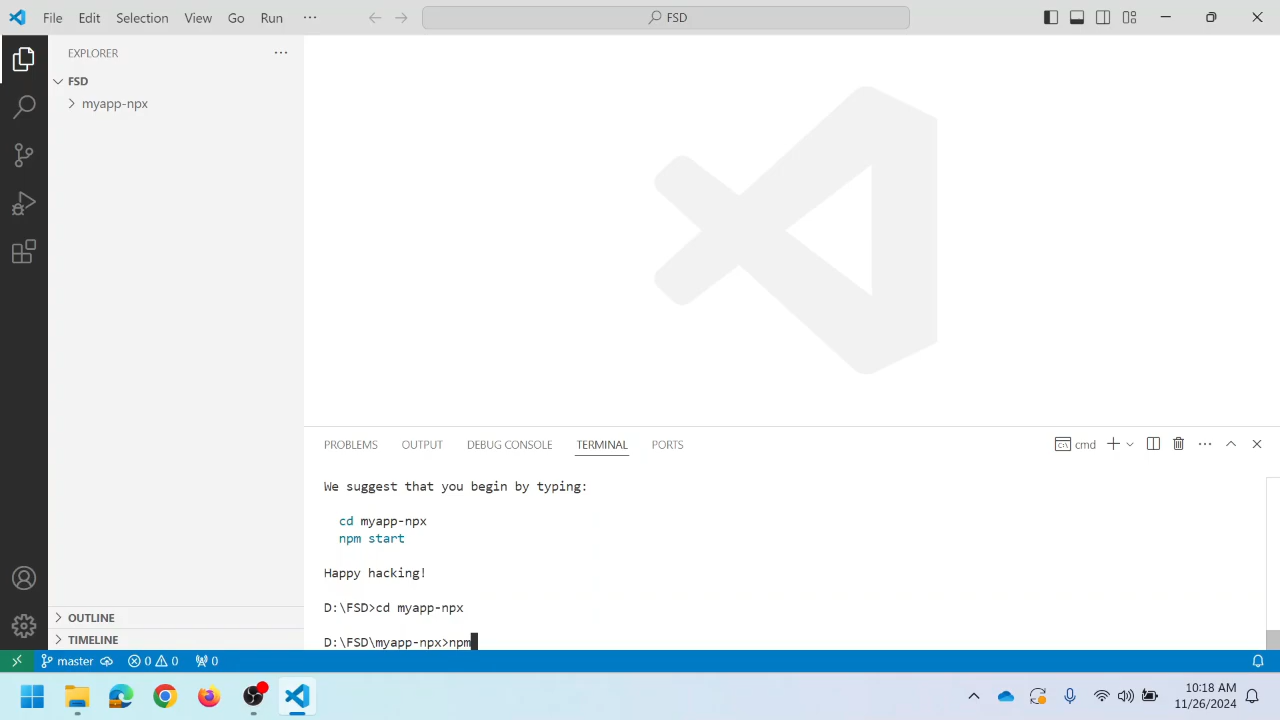 File Edit Selection View Go Run ··· FSD
EXPLORER ···
FSD
myapp-npx
OUTLINE
TIMELINE
PROBLEMS OUTPUT DEBUG CONSOLE TERMINAL PORTS cmd ···
We suggest that you begin by typing:
cd myapp-npx
npm start
Happy hacking!
D:\FSD>cd myapp-npx
D:\FSD\myapp-npx>npm
master 0 0 0
10:18 AM
11/26/2024